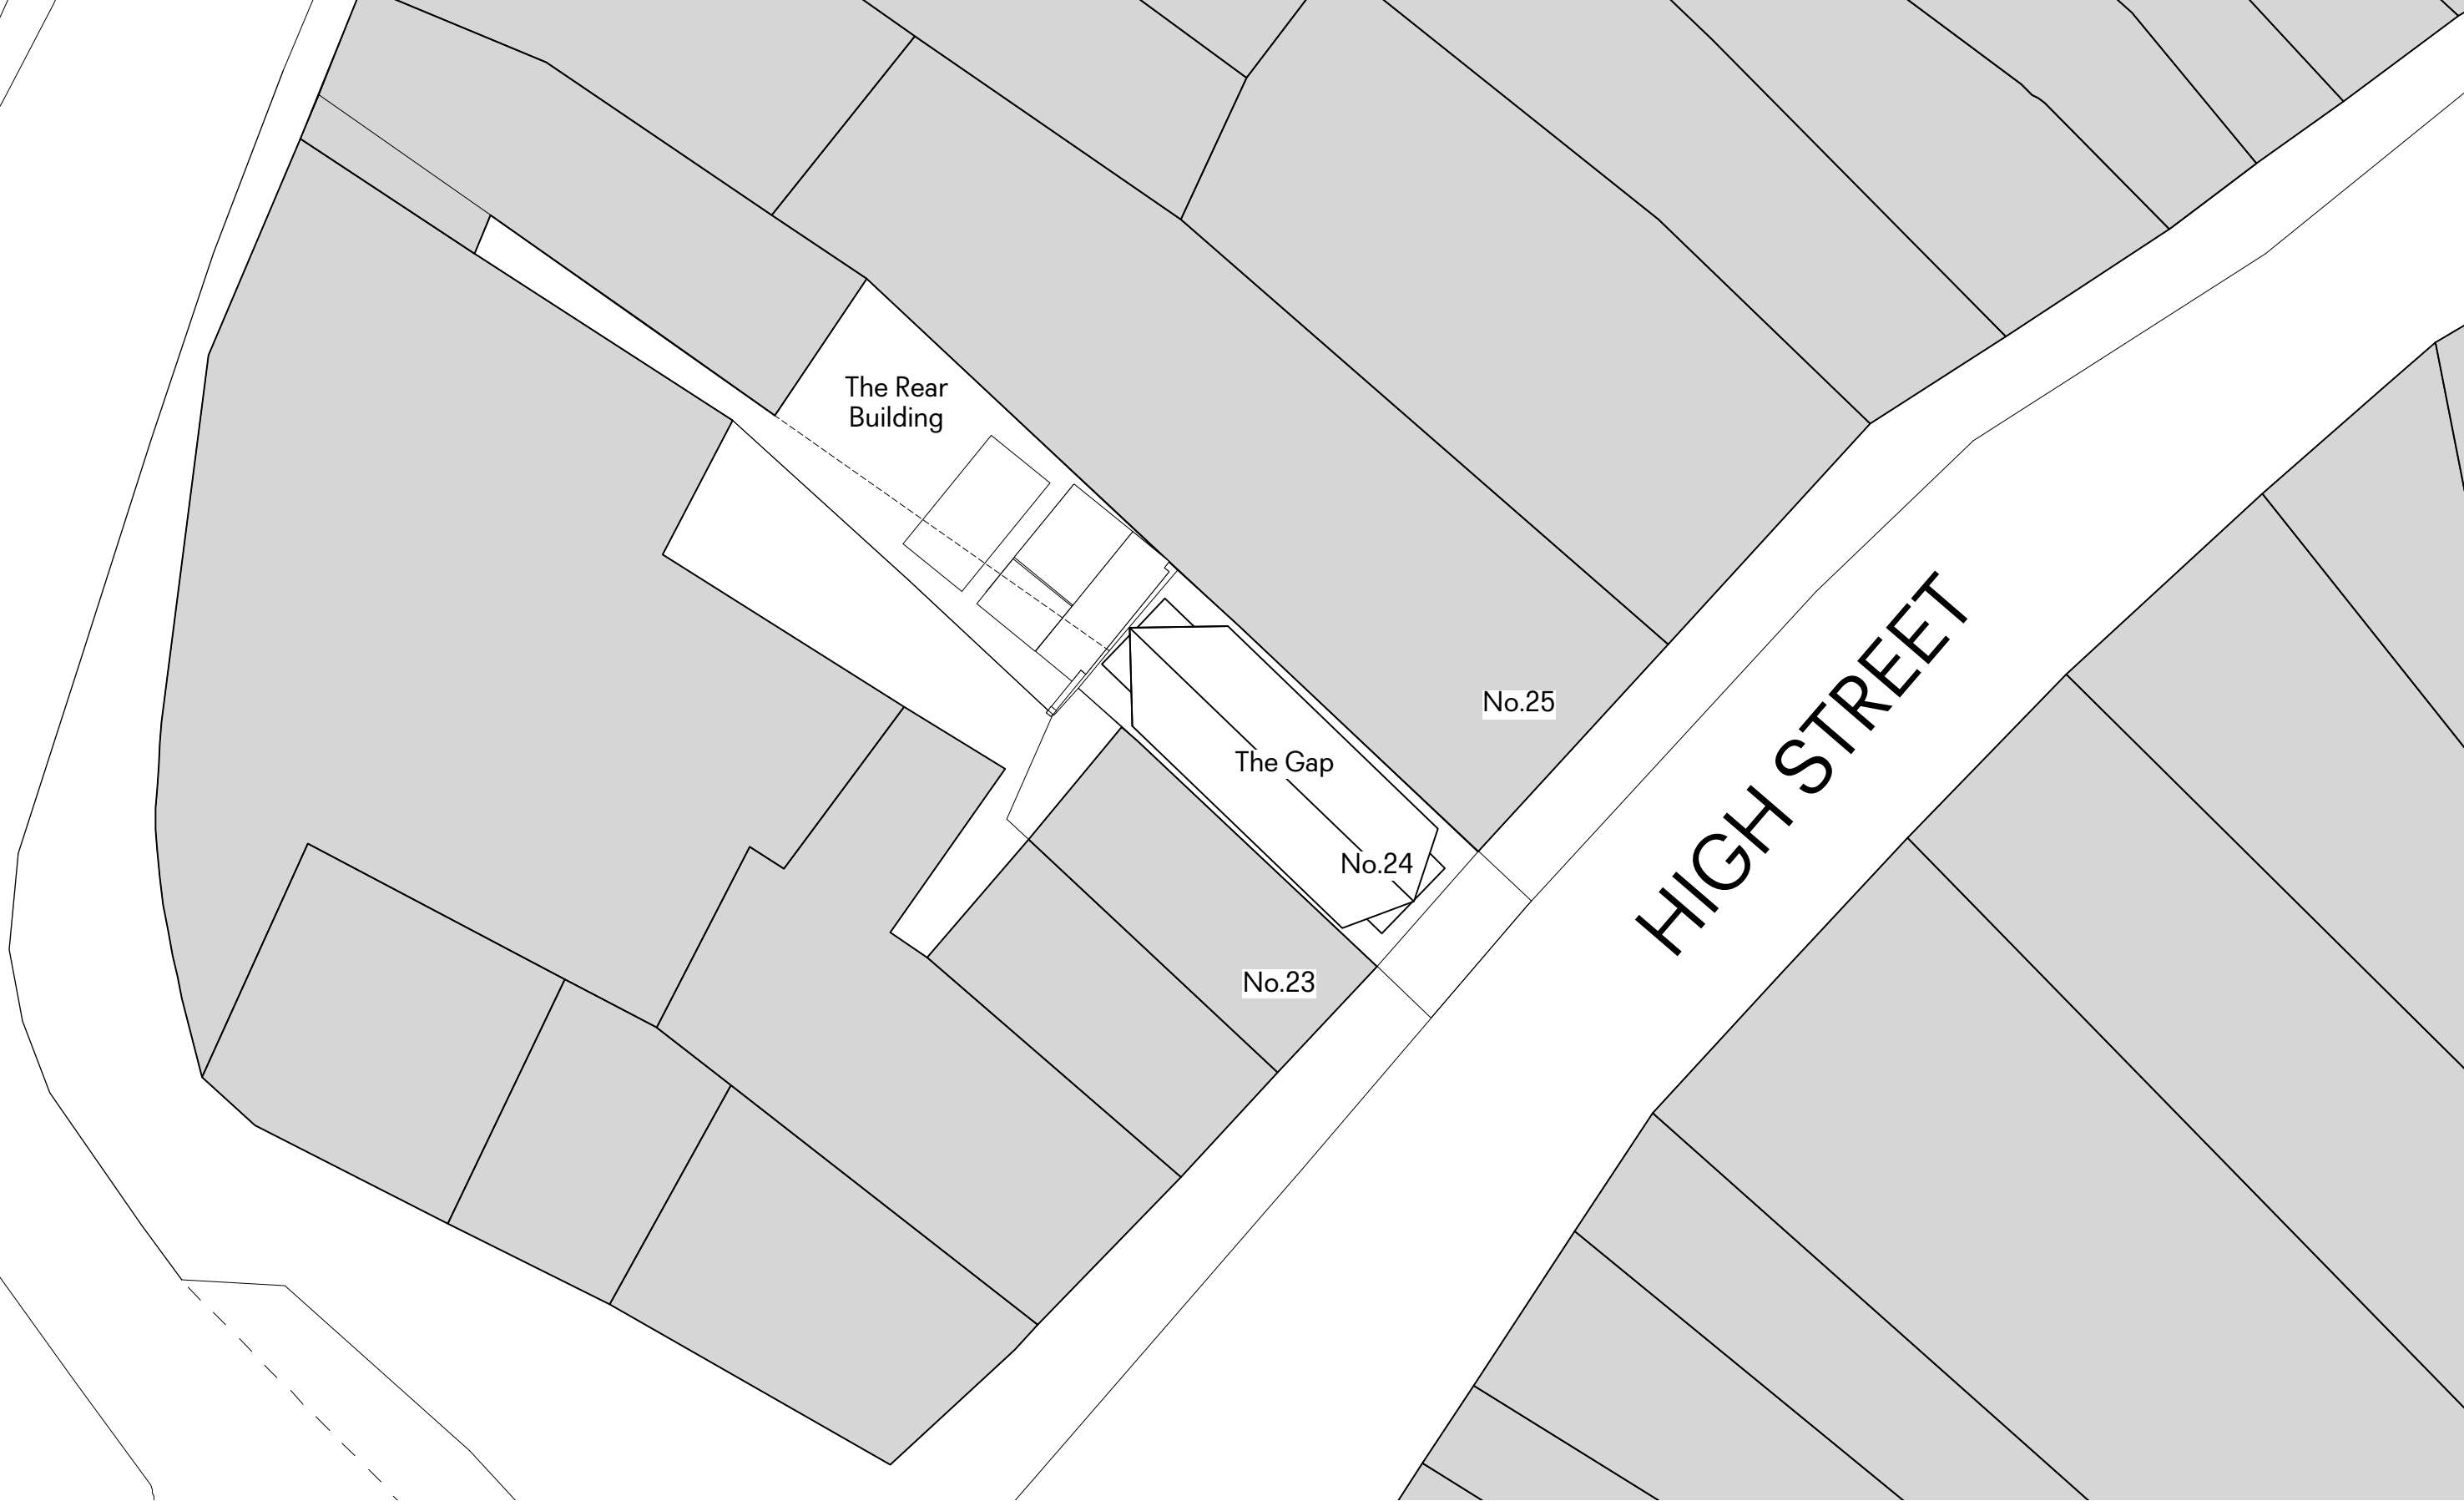 The Rear
Building
No.25
The Gap
No.24
No.23
HIGH STREET